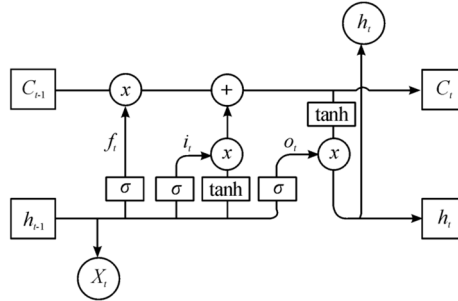 h_t
C_{t-1}
x
+
C_t
tanh
f_t
i_t
o_t
x
x
σ
σ
tanh
σ
h_{t-1}
h_t
X_t